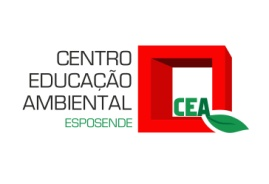 CENTRO
EDUCAÇÃO
AMBIENTAL
ESPOSENDE
CEA